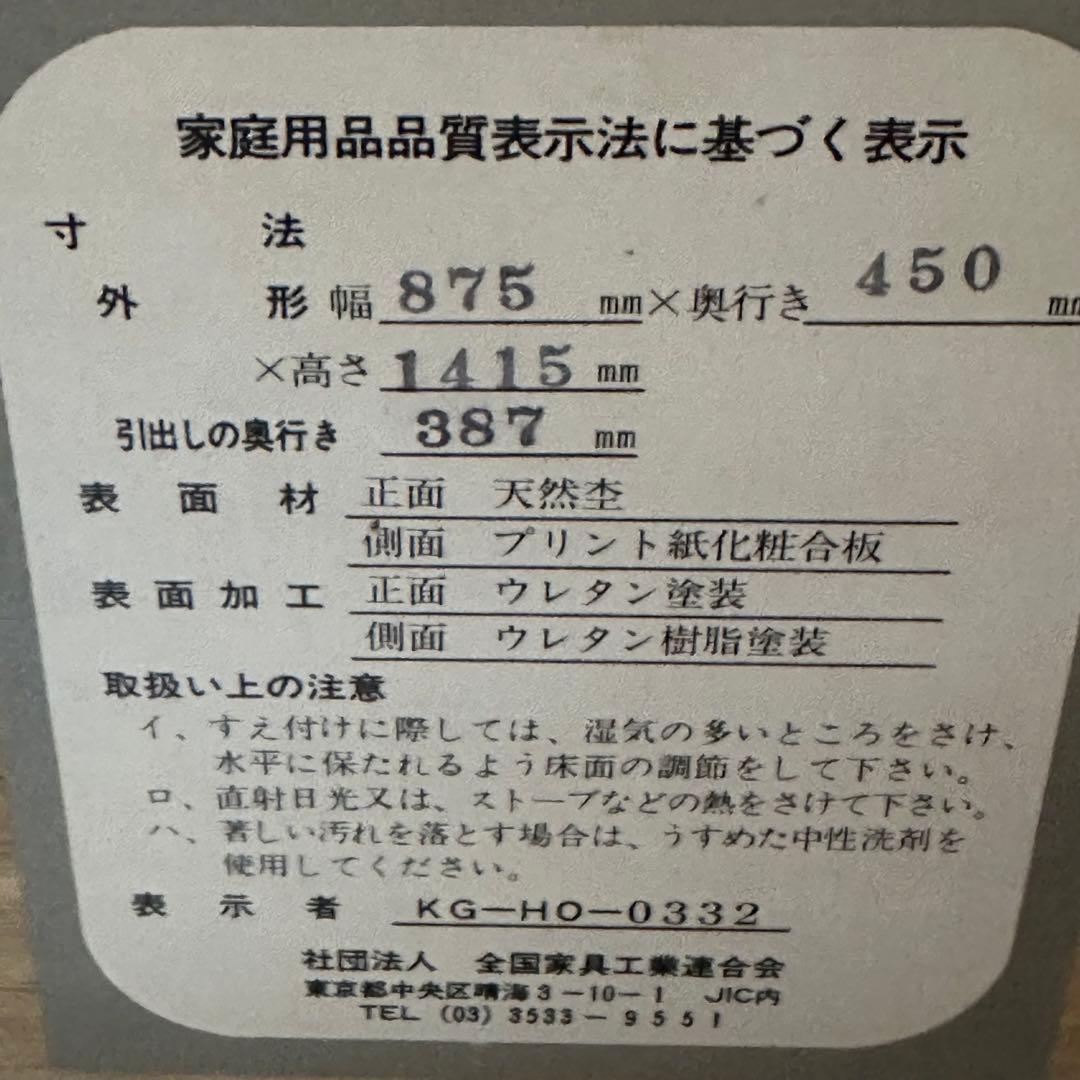 家庭用品品質表示法に基づく表示
寸法
外形 幅 875 mm×奥行き 450 mm
×高さ 1415 mm
引出しの奥行き 387 mm
表面材 正面 天然杢
側面 プリント紙化粧合板
表面加工 正面 ウレタン塗装
側面 ウレタン樹脂塗装
取扱い上の注意
イ、すえ付けに際しては、湿気の多いところをさけ、
水平に保たれるよう床面の調節をして下さい。
ロ、直射日光又は、ストーブなどの熱をさけて下さい。
ハ、著しい汚れを落とす場合は、うすめた中性洗剤を
使用してください。
表示者 KG-HO-0332
社団法人 全国家具工業連合会
東京都中央区晴海3-10-1 JIC内
TEL (03) 3533-9551